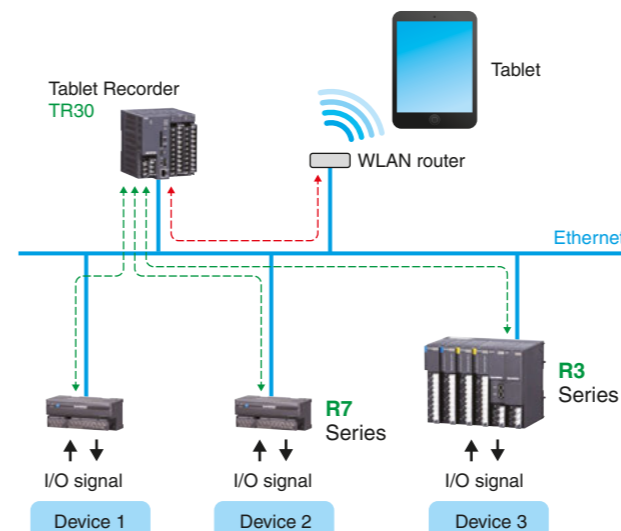 Tablet
Tablet Recorder
TR30
WLAN router
Ethernet
R3
Series
R7
Series
I/O signal
I/O signal
I/O signal
Device 1
Device 2
Device 3